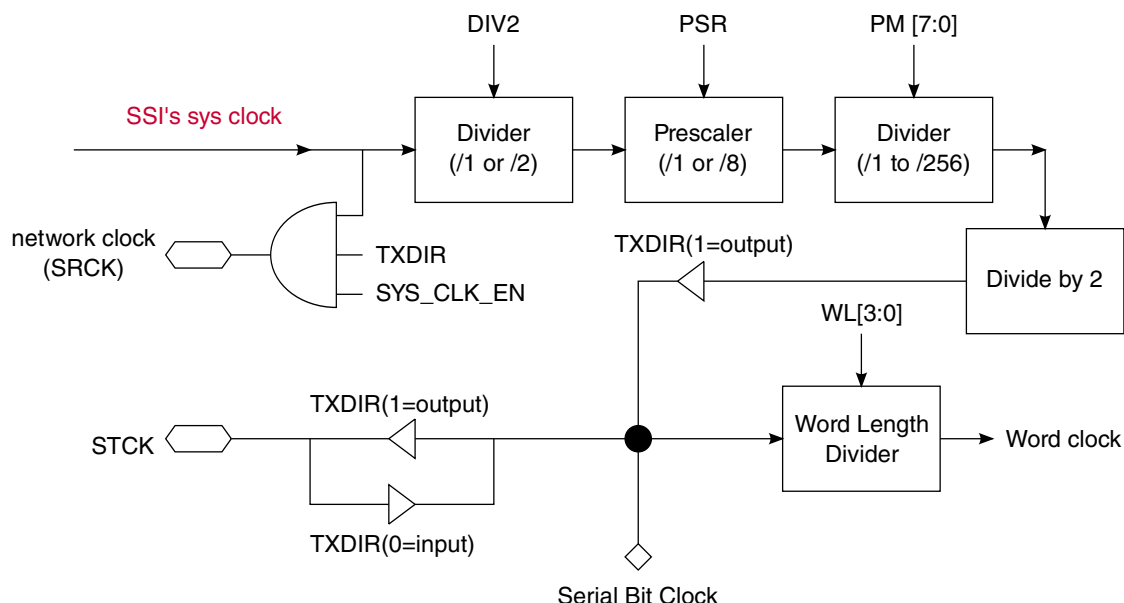 DIV2
PSR
PM [7:0]
SSI's sys clock
Divider
(/1 or /2)
Prescaler
(/1 or /8)
Divider
(/1 to /256)
network clock
(SRCK)
TXDIR
SYS_CLK_EN
TXDIR(1=output)
Divide by 2
WL[3:0]
TXDIR(1=output)
STCK
Word Length
Divider
Word clock
TXDIR(0=input)
Serial Bit Clock